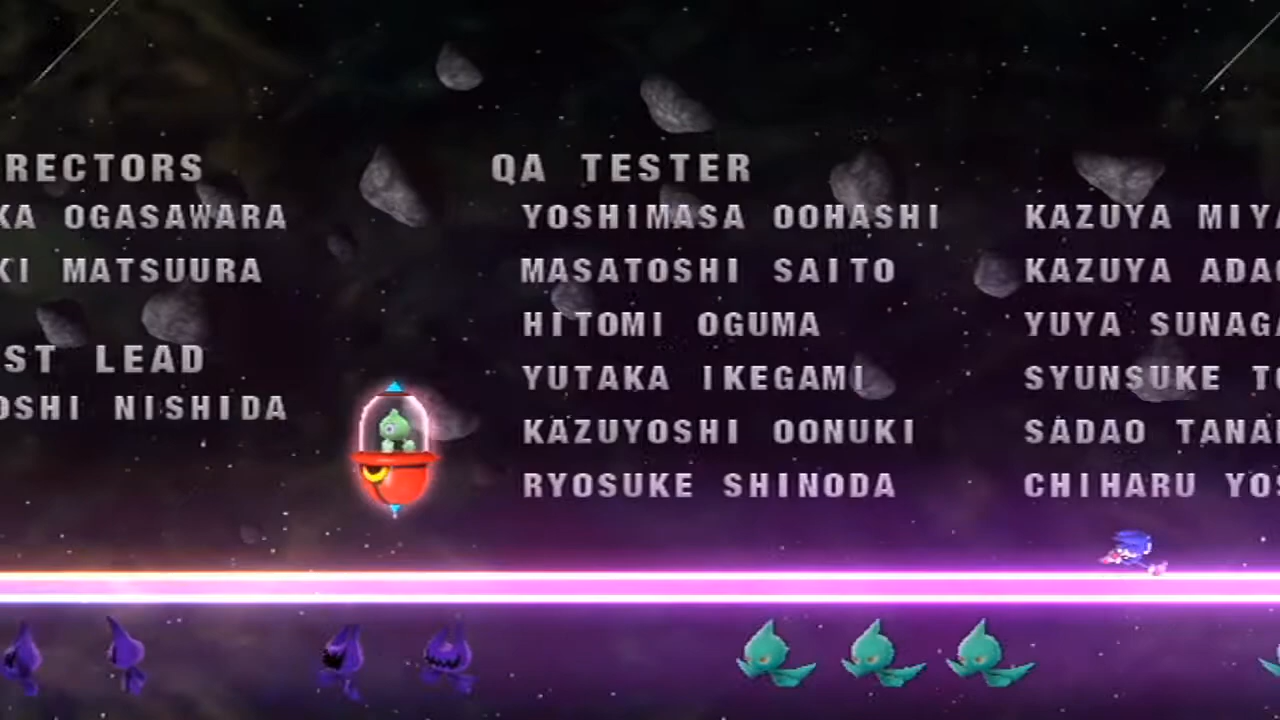 RECTORS
KA OGASAWARA
KI MATSUURA
ST LEAD
OSHI NISHIDA
QA TESTER
YOSHIMASA OOHASHI
MASATOSHI SAITO
HITOMI OGUMA
YUTAKA IKEGAMI
KAZUYOSHI OONUKI
RYOSUKE SHINODA
KAZUYA MIYA
KAZUYA ADA
YUYA SUNAGA
SYUNSUKE TO
SADAO TANA
CHIHARU YOS